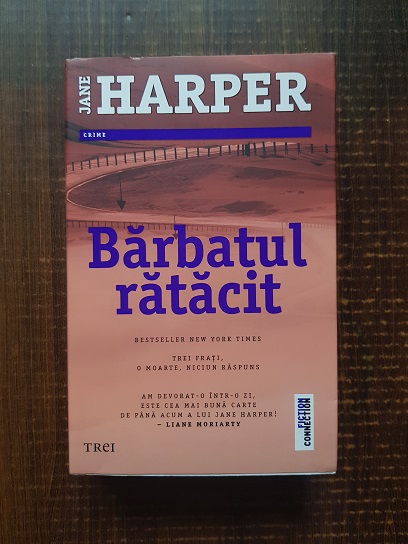 JANE
HARPER
CRIME
Bărbatul
rătăcit
BESTSELLER NEW YORK TIMES
TREI FRAȚI,
O MOARTE, NICIUN RĂSPUNS
AM DEVORAT-O ÎNTR-O ZI,
ESTE CEA MAI BUNĂ CARTE
DE PÂNĂ ACUM A LUI JANE HARPER!
– LIANE MORIARTY
FICTION
CONNECTION
TREI